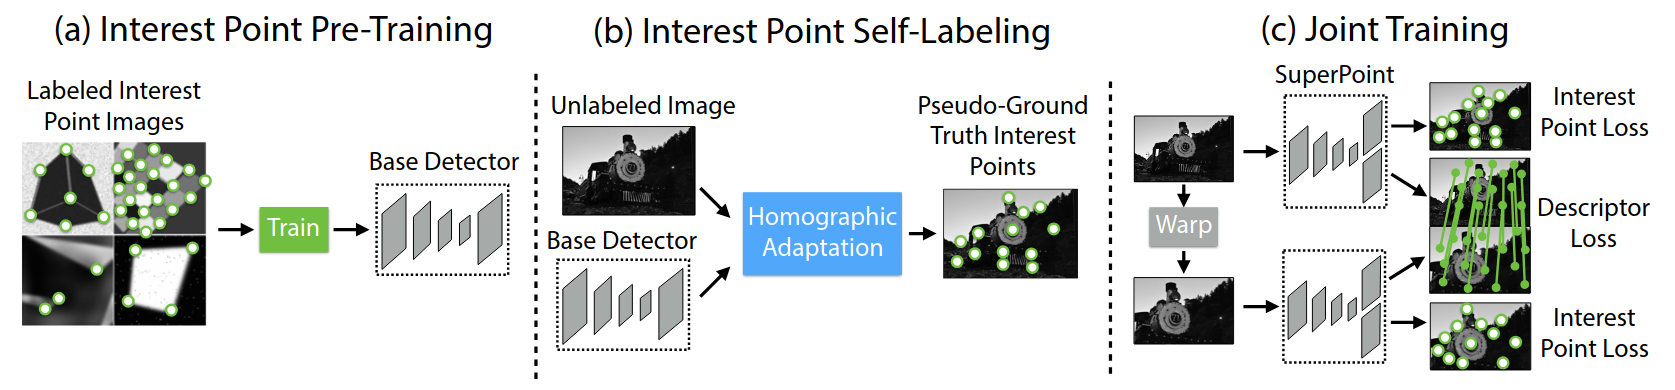 (a) Interest Point Pre-Training
Labeled Interest
Point Images
Train
Base Detector
(b) Interest Point Self-Labeling
Unlabeled Image
Base Detector
Homographic
Adaptation
Pseudo-Ground
Truth Interest
Points
(c) Joint Training
SuperPoint
Warp
Interest
Point Loss
Descriptor
Loss
Interest
Point Loss